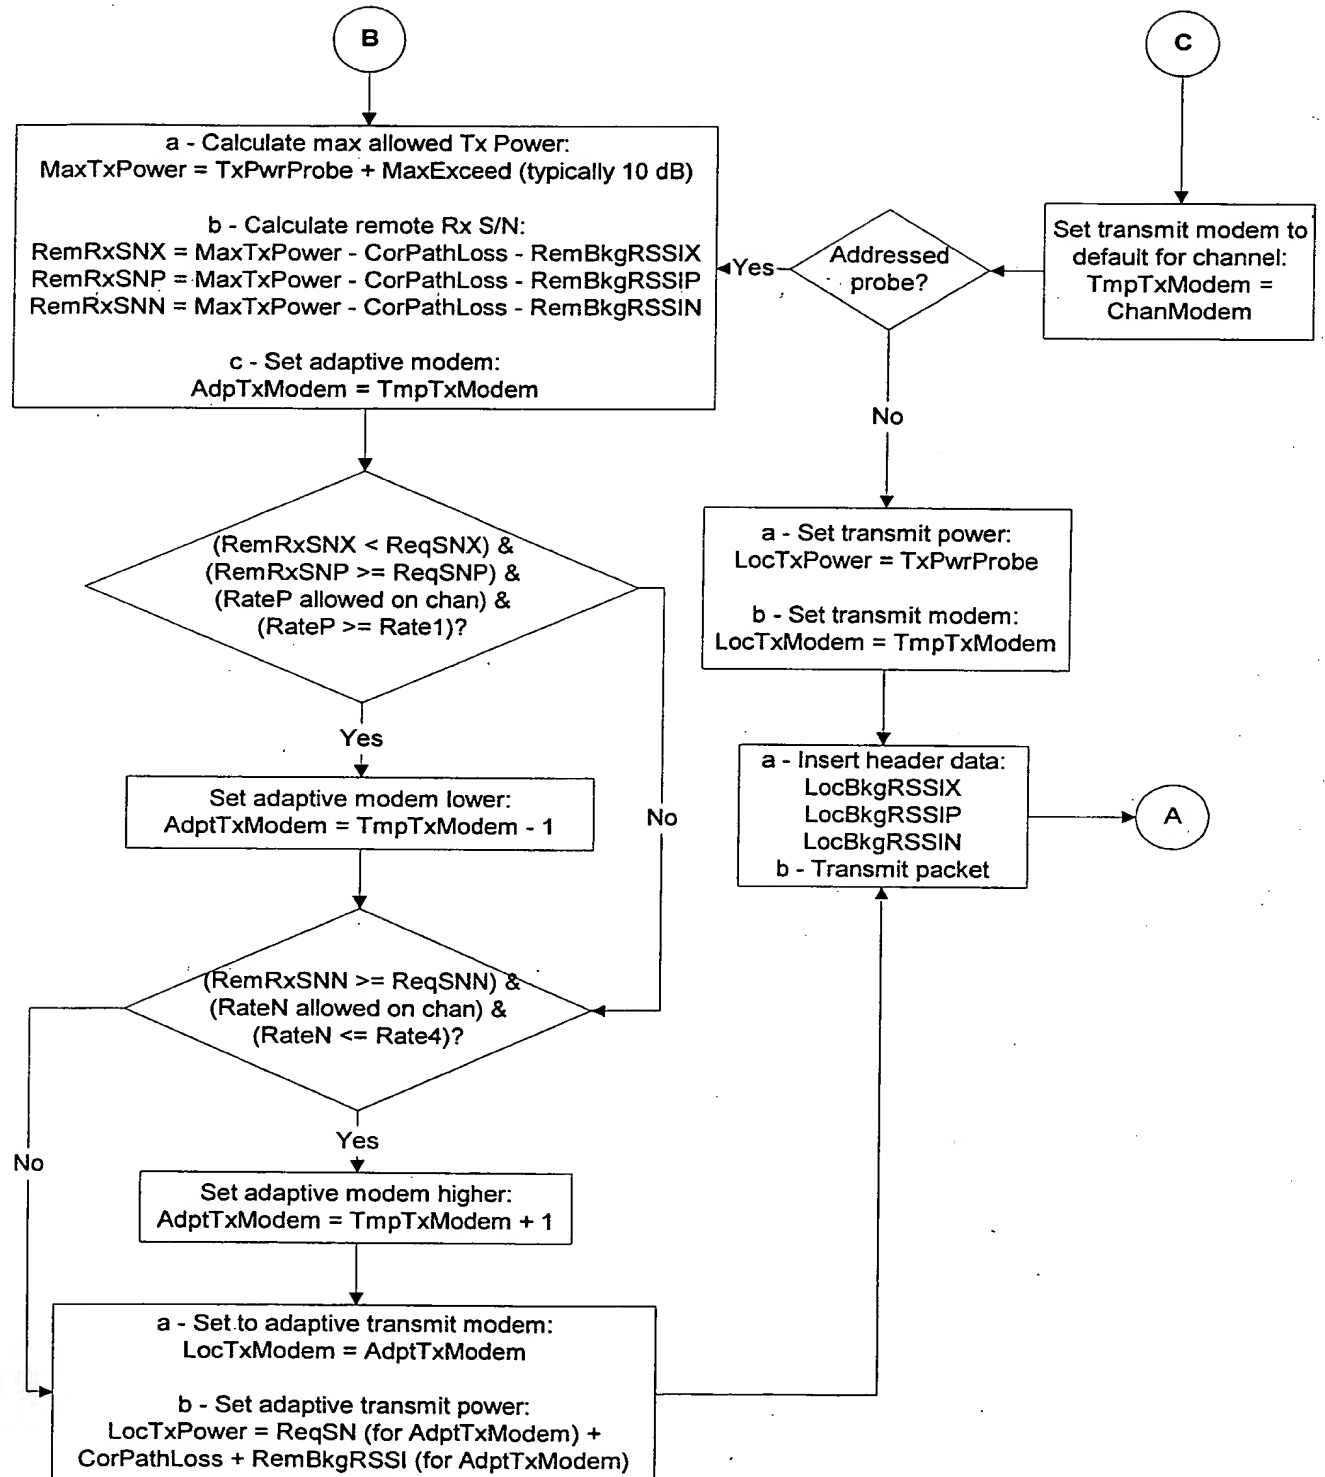 B
C
a - Calculate max allowed Tx Power:
MaxTxPower = TxPwrProbe + MaxExceed (typically 10 dB)
b - Calculate remote Rx S/N:
RemRxSNX = MaxTxPower - CorPathLoss - RemBkgRSSIX
RemRxSNP = MaxTxPower - CorPathLoss - RemBkgRSSIP
RemRxSNN = MaxTxPower - CorPathLoss - RemBkgRSSIN
c - Set adaptive modem:
AdpTxModem = TmpTxModem
Yes
Addressed
probe?
Set transmit modem to
default for channel:
TmpTxModem =
ChanModem
No
a - Set transmit power:
LocTxPower = TxPwrProbe
b - Set transmit modem:
LocTxModem = TmpTxModem
(RemRxSNX < ReqSNX) &
(RemRxSNP >= ReqSNP) &
(RateP allowed on chan) &
(RateP >= Rate1)?
Yes
No
Set adaptive modem lower:
AdptTxModem = TmpTxModem - 1
a - Insert header data:
LocBkgRSSIX
LocBkgRSSIP
LocBkgRSSIN
b - Transmit packet
A
(RemRxSNN >= ReqSNN) &
(RateN allowed on chan) &
(RateN <= Rate4)?
Yes
No
Set adaptive modem higher:
AdptTxModem = TmpTxModem + 1
a - Set to adaptive transmit modem:
LocTxModem = AdptTxModem
b - Set adaptive transmit power:
LocTxPower = ReqSN (for AdptTxModem) +
CorPathLoss + RemBkgRSSI (for AdptTxModem)